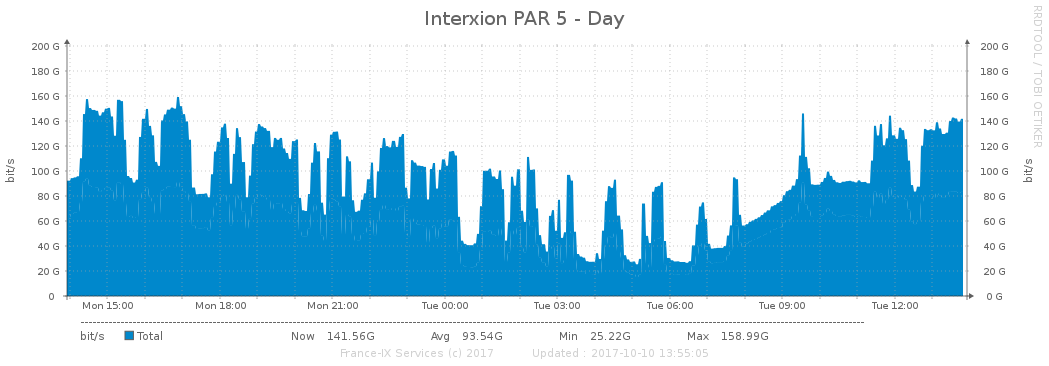 Interxion PAR 5 - Day
RRDTOOL / TOBI OETIKER
bit/s
200 G
180 G
160 G
140 G
120 G
100 G
80 G
60 G
40 G
20 G
0
200 G
180 G
160 G
140 G
120 G
100 G
80 G
60 G
40 G
20 G
0 G
bit/s
Mon 15:00 Mon 18:00 Mon 21:00 Tue 00:00 Tue 03:00 Tue 06:00 Tue 09:00 Tue 12:00
bit/s Total Now 141.56G Avg 93.54G Min 25.22G Max 158.99G
France-IX Services (c) 2017 Updated : 2017-10-10 13:55:05